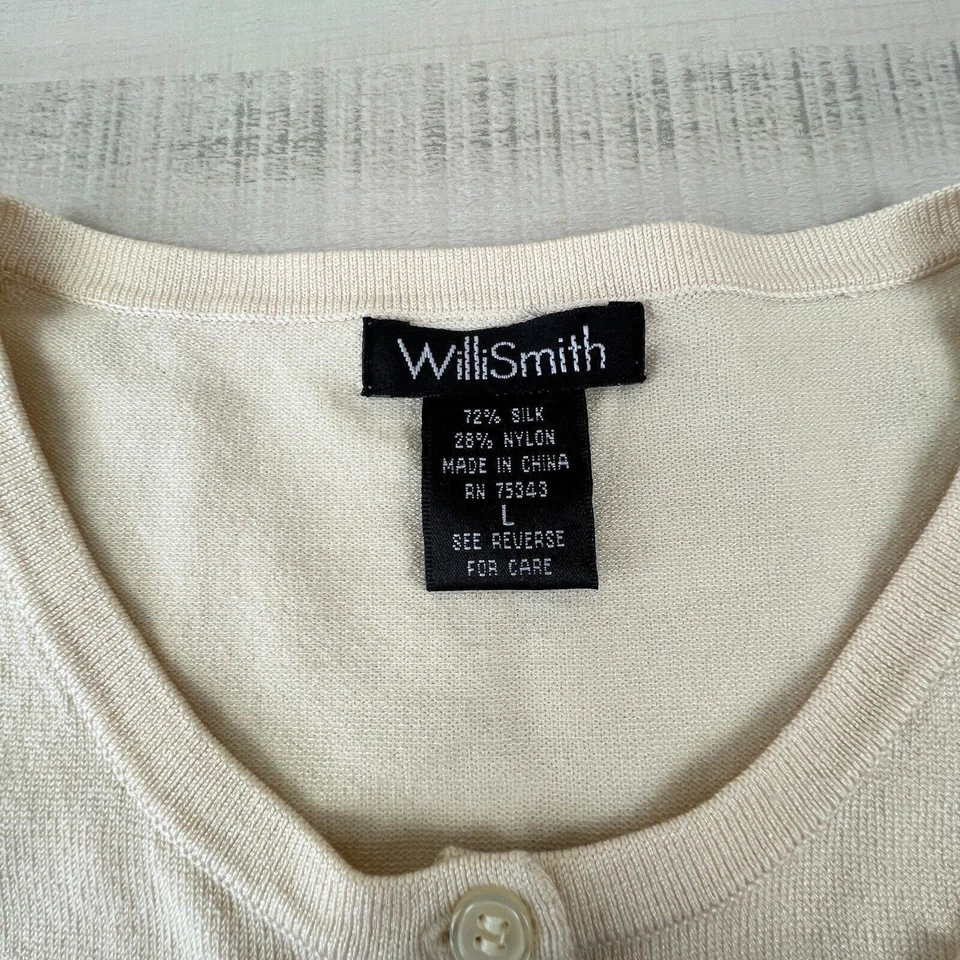 WilliSmith
72% SILK
28% NYLON
MADE IN CHINA
RN 75343
L
SEE REVERSE
FOR CARE